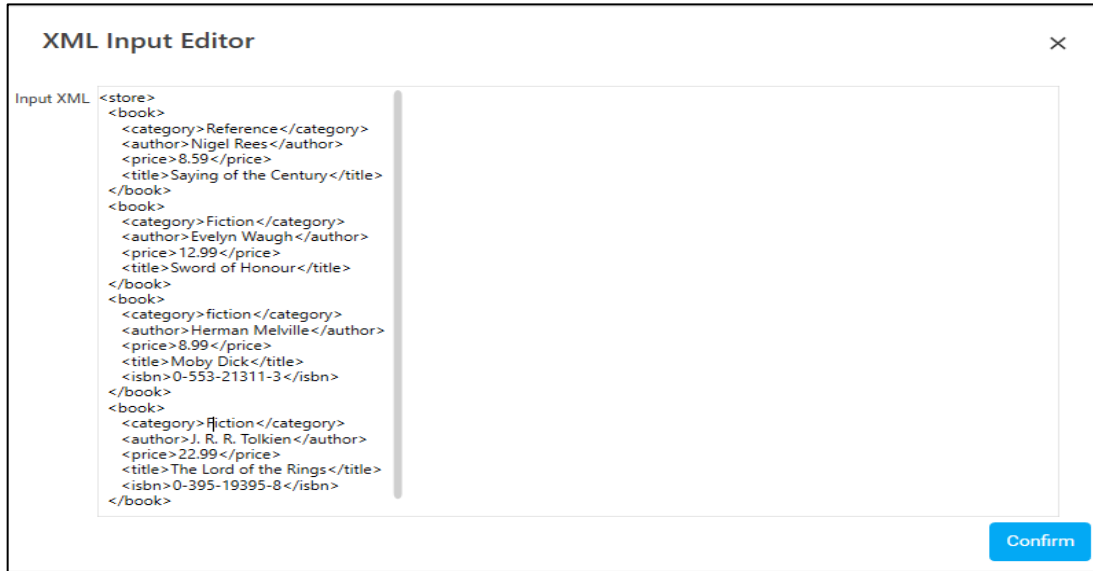 XML Input Editor
Input XML
<store>
<book>
<category>Reference</category>
<author>Nigel Rees</author>
<price>8.59</price>
<title>Saying of the Century</title>
</book>
<book>
<category>Fiction</category>
<author>Evelyn Waugh</author>
<price>12.99</price>
<title>Sword of Honour</title>
</book>
<book>
<category>fiction</category>
<author>Herman Melville</author>
<price>8.99</price>
<title>Moby Dick</title>
<isbn>0-553-21311-3</isbn>
</book>
<book>
<category>Fiction</category>
<author>J. R. R. Tolkien</author>
<price>22.99</price>
<title>The Lord of the Rings</title>
<isbn>0-395-19395-8</isbn>
</book>
Confirm